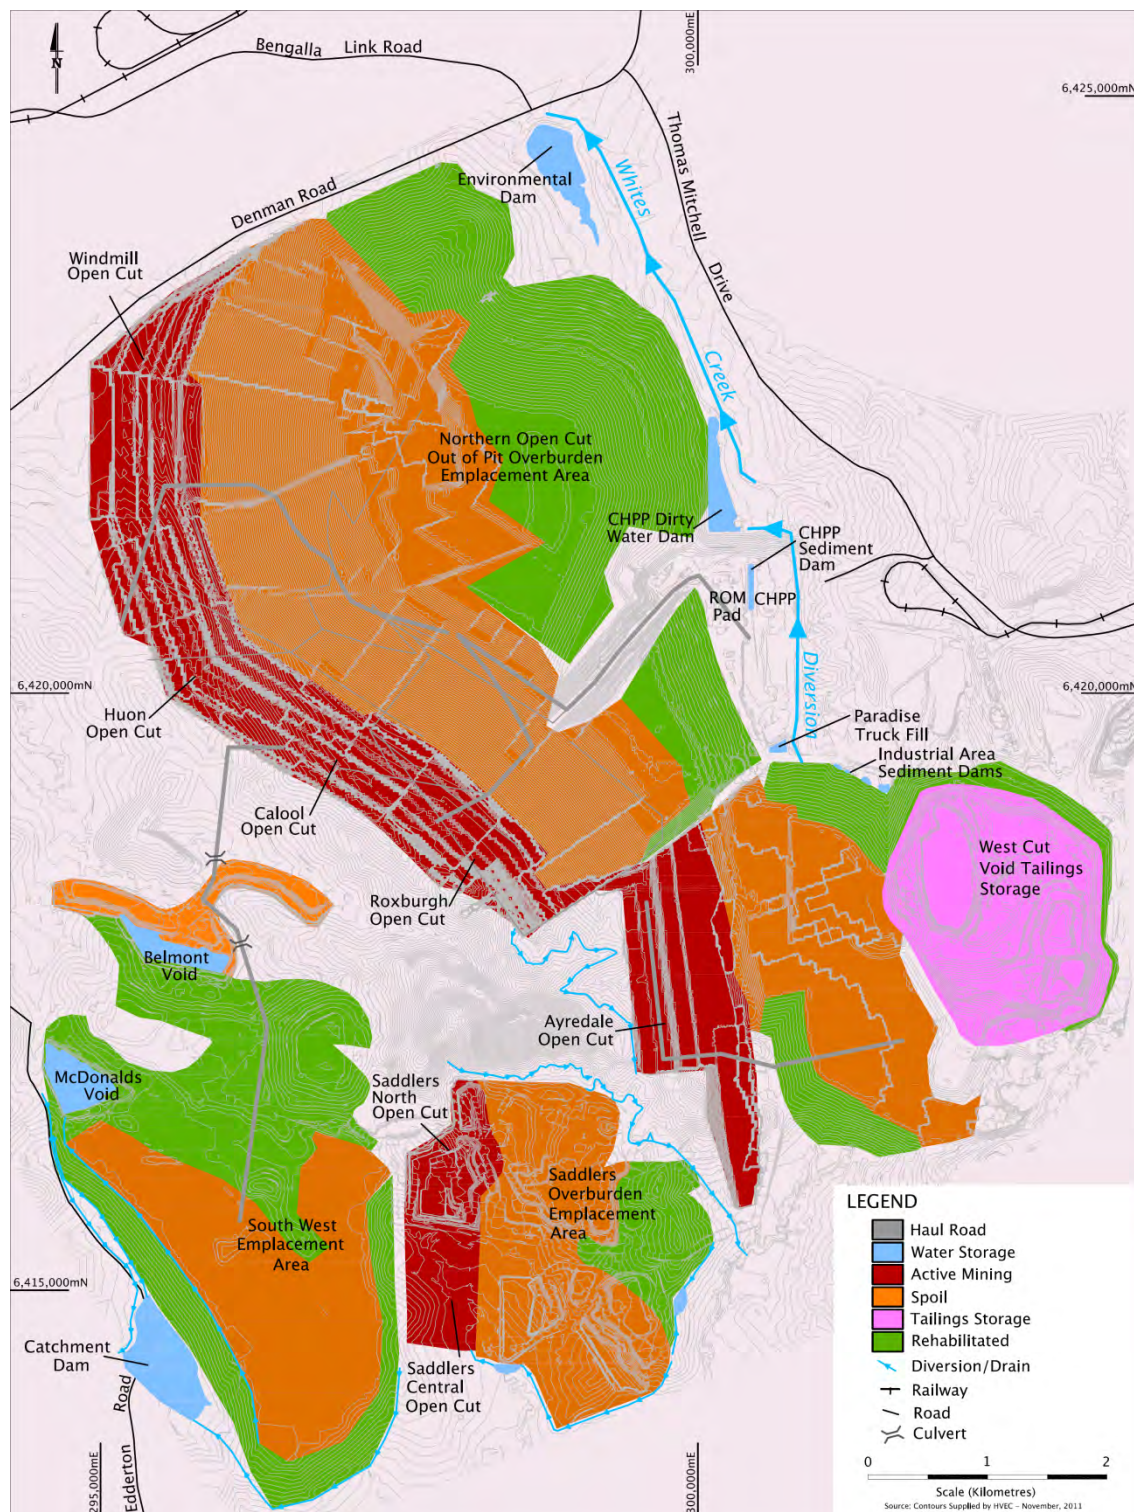 300,000mE
6,425,000mN
Bengalla Link Road
N
Thomas Mitchell Drive
Denman Road
Environmental
Dam
Whites
Creek
Diversion
Windmill
Open Cut
Northern Open Cut
Out of Pit Overburden
Emplacement Area
CHPP Dirty
Water Dam
CHPP
Sediment
Dam
ROM
Pad
CHPP
6,420,000mN
6,420,000mN
Huon
Open Cut
Paradise
Truck Fill
Industrial Area
Sediment Dams
Calool
Open Cut
West Cut
Void Tailings
Storage
Roxburgh
Open Cut
Belmont
Void
Ayredale
Open Cut
McDonalds
Void
Saddlers
North
Open Cut
Saddlers
Overburden
Emplacement
Area
South West
Emplacement
Area
6,415,000mN
Catchment
Dam
Saddlers
Central
Open Cut
Edderton Road
295,000mE
300,000mE
LEGEND
Haul Road
Water Storage
Active Mining
Spoil
Tailings Storage
Rehabilitated
Diversion/Drain
Railway
Road
Culvert
0 1 2
Scale (Kilometres)
Source: Contours Supplied by HVEC - November, 2011